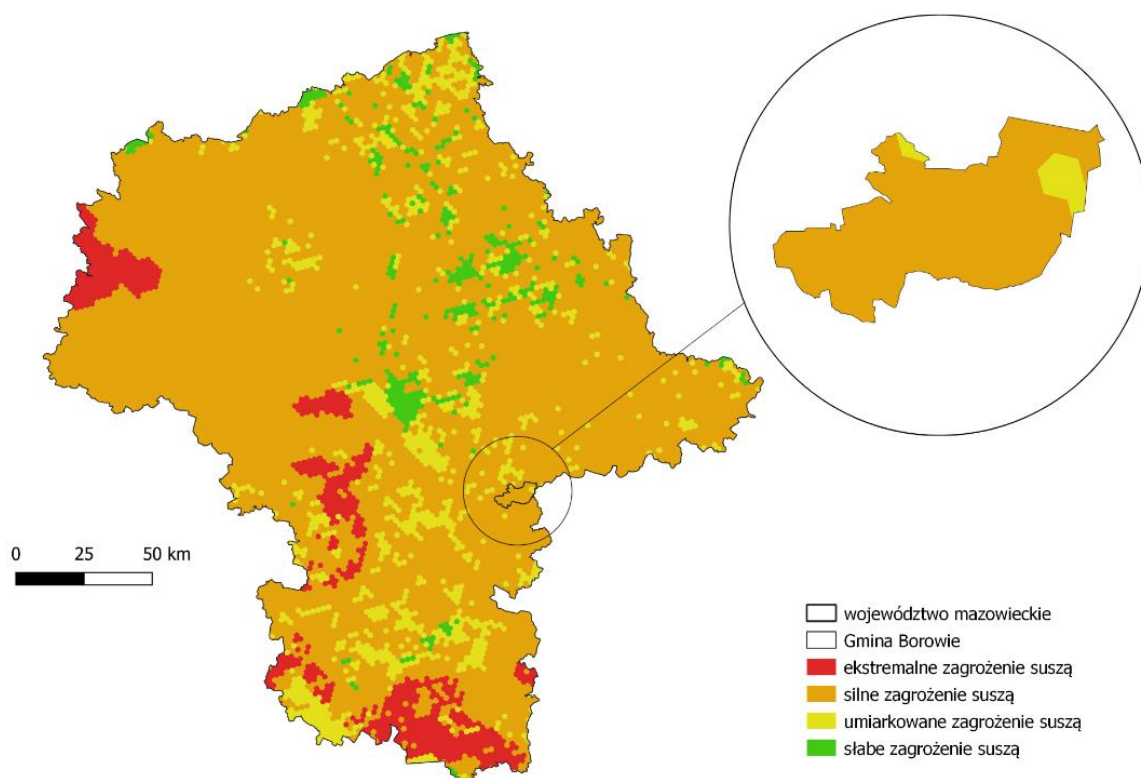 0 25 50 km
województwo mazowieckie
Gmina Borowie
ekstremalne zagrożenie suszą
silne zagrożenie suszą
umiarkowane zagrożenie suszą
słabe zagrożenie suszą